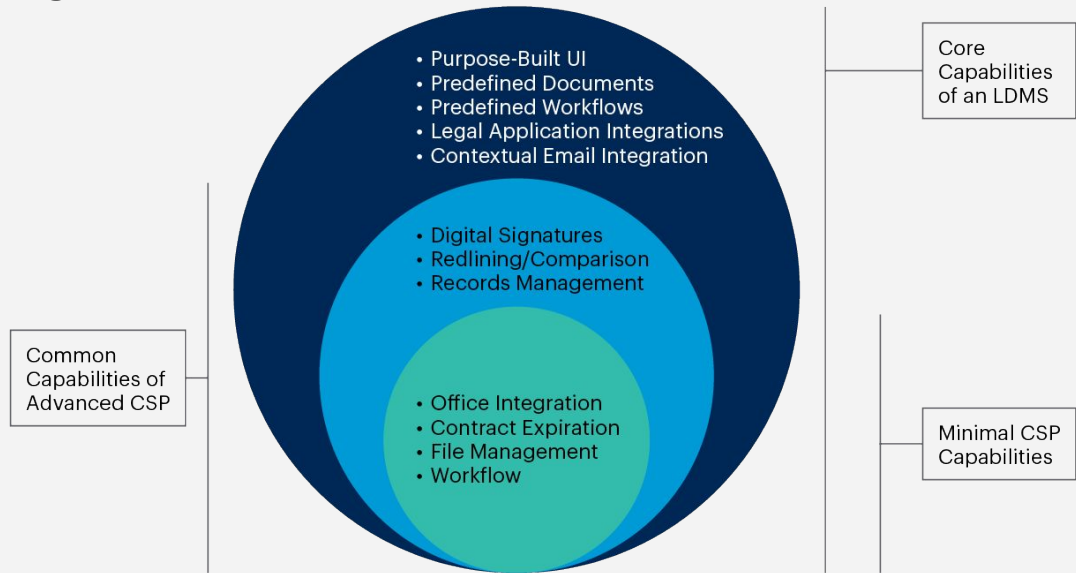 • Purpose-Built UI
• Predefined Documents
• Predefined Workflows
• Legal Application Integrations
• Contextual Email Integration
Core
Capabilities
of an LDMS
• Digital Signatures
• Redlining/Comparison
• Records Management
Common
Capabilities of
Advanced CSP
• Office Integration
• Contract Expiration
• File Management
• Workflow
Minimal CSP
Capabilities